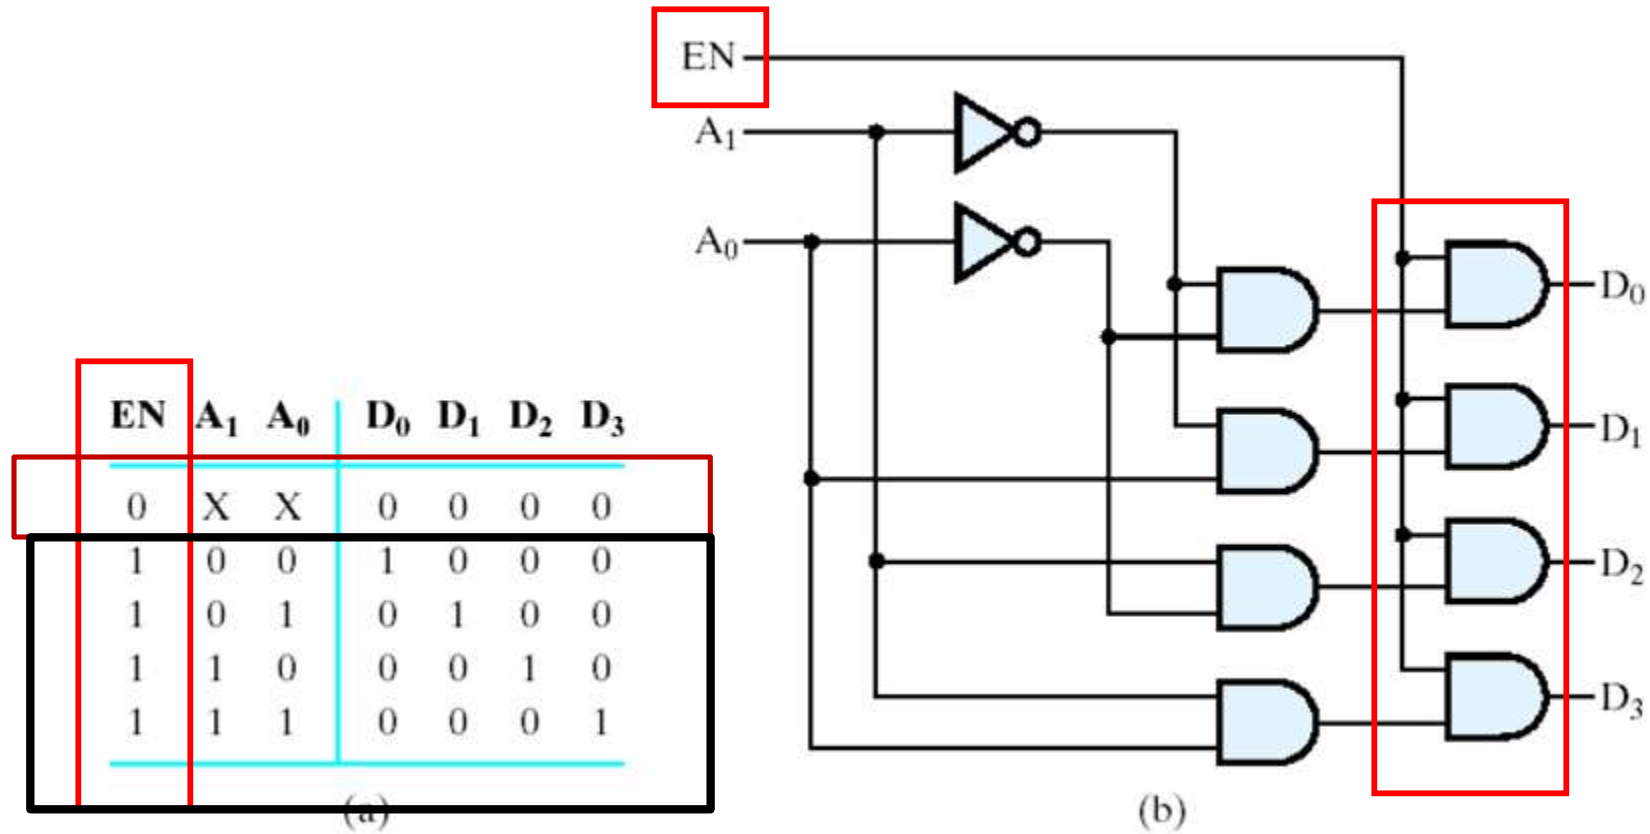 EN A₁ A₀ D₀ D₁ D₂ D₃
0 X X 0 0 0 0
1 0 0 1 0 0 0
1 0 1 0 1 0 0
1 1 0 0 0 1 0
1 1 1 0 0 0 1
(a)
EN
A₁
A₀
D₀
D₁
D₂
D₃
(b)